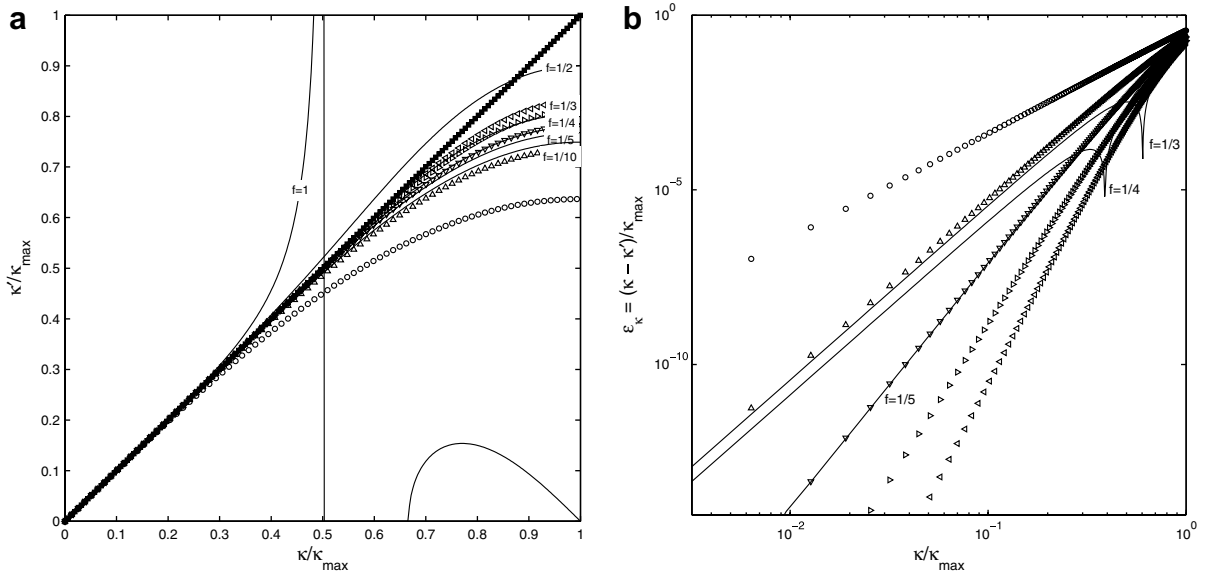 a
1
0.9
0.8
0.7
0.6
0.5
0.4
0.3
0.2
0.1
0
κ'/κmax
f=1
f=1/2
f=1/3
f=1/4
f=1/5
f=1/10
0 0.1 0.2 0.3 0.4 0.5 0.6 0.7 0.8 0.9 1
κ/κmax
b
10^0
10^-5
10^-10
ε_κ = (κ − κ')/κmax
f=1/3
f=1/4
f=1/5
10^-2 10^-1 10^0
κ/κmax